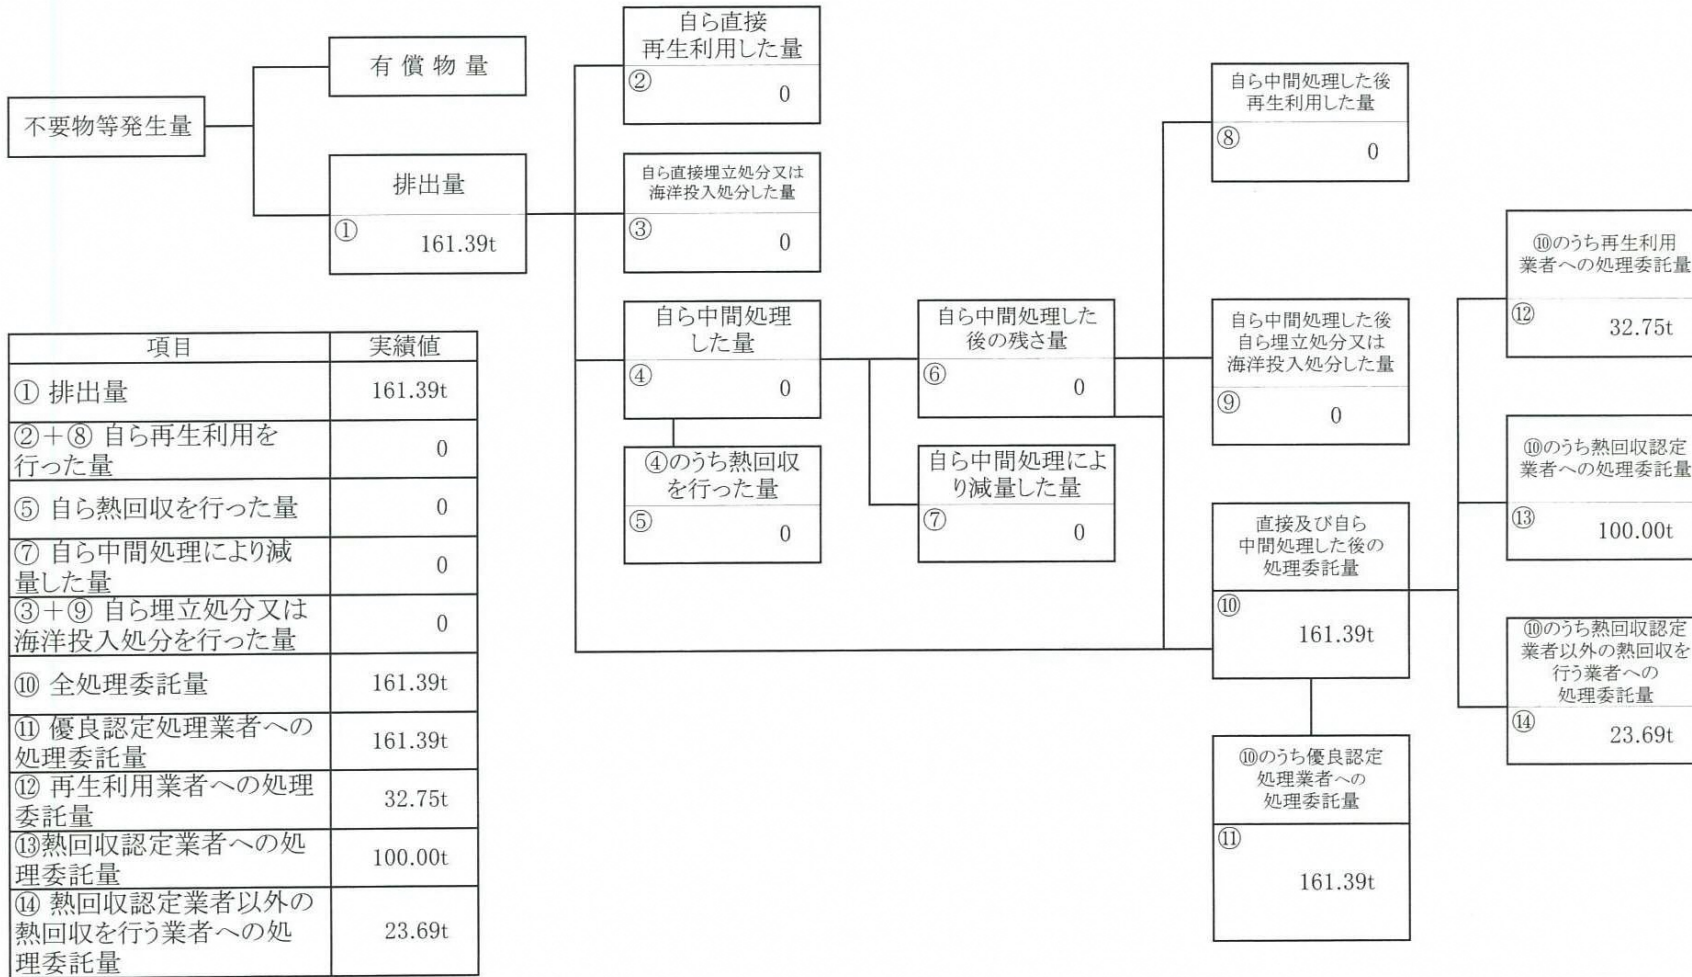 不要物等発生量
有償物量
排出量
①
161.39t
自ら直接
再生利用した量
②
0
自ら直接埋立処分又は
海洋投入処分した量
③
0
自ら中間処理
した量
④
0
④のうち熱回収
を行った量
⑤
0
自ら中間処理した
後の残さ量
⑥
0
自ら中間処理によ
り減量した量
⑦
0
自ら中間処理した後
再生利用した量
⑧
0
自ら中間処理した後
自ら埋立処分又は
海洋投入処分した量
⑨
0
直接及び自ら
中間処理した後の
処理委託量
⑩
161.39t
⑩のうち優良認定
処理業者への
処理委託量
⑪
161.39t
⑩のうち再生利用
業者への処理委託量
⑫
32.75t
⑩のうち熱回収認定
業者への処理委託量
⑬
100.00t
⑩のうち熱回収認定
業者以外の熱回収を
行う業者への
処理委託量
⑭
23.69t
項目 実績値
① 排出量 161.39t
②+⑧ 自ら再生利用を
行った量 0
⑤ 自ら熱回収を行った量 0
⑦ 自ら中間処理により減
量した量 0
③+⑨ 自ら埋立処分又は
海洋投入処分を行った量 0
⑩ 全処理委託量 161.39t
⑪ 優良認定処理業者への
処理委託量 161.39t
⑫ 再生利用業者への処理
委託量 32.75t
⑬熱回収認定業者への処
理委託量 100.00t
⑭ 熱回収認定業者以外の
熱回収を行う業者への処
理委託量 23.69t